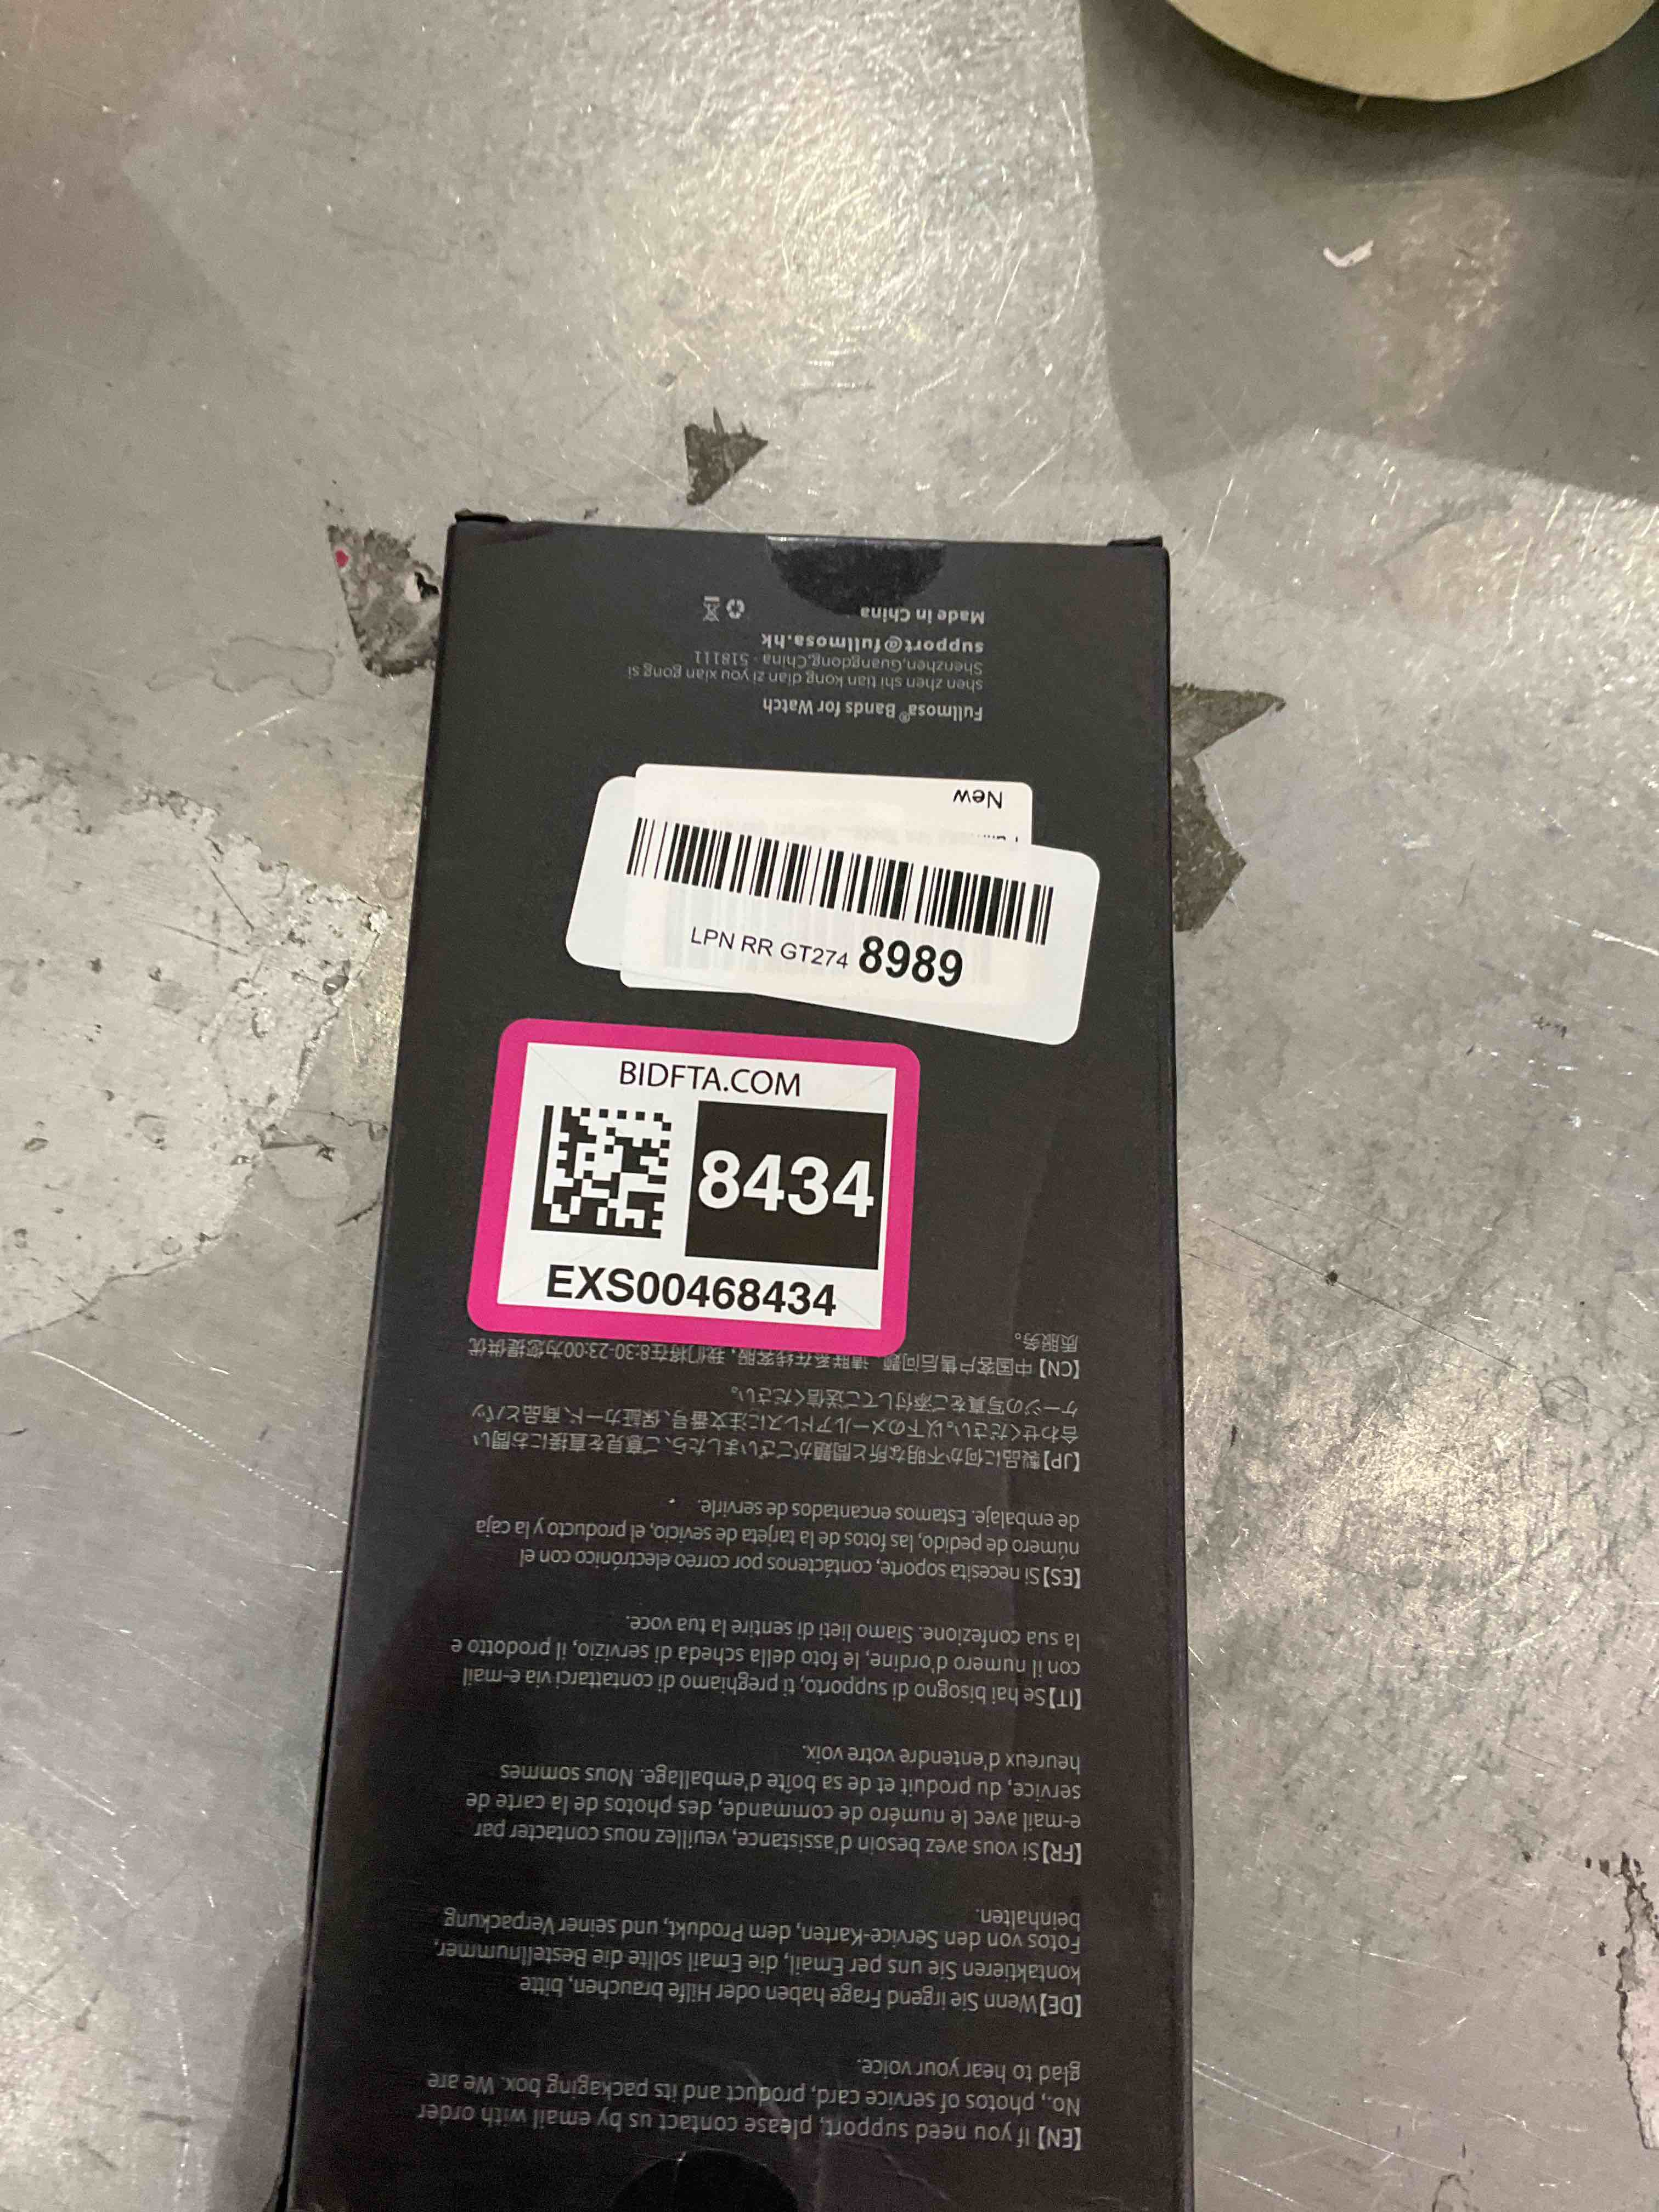 BIDFTA.COM
8434
EXS00468434
LPN RR GT274 8989
New
【EN】If you need support, please contact us by email with order
No., photos of service card, product and its packaging box. We are
glad to hear your voice.
【DE】Wenn Sie irgend Frage haben oder Hilfe brauchen, bitte
kontaktieren Sie uns per Email, die Email sollte die Bestellnummer,
Fotos von den Service-Karten, dem Produkt, und seiner Verpackung
beinhalten.
【FR】Si vous avez besoin d'assistance, veuillez nous contacter par
e-mail avec le numéro de commande, des photos de la carte de
service, du produit et de sa boîte d'emballage. Nous sommes
heureux d'entendre votre voix.
【IT】Se hai bisogno di supporto, ti preghiamo di contattarci via e-mail
con il numero d'ordine, le foto della scheda di servizio, il prodotto e
la sua confezione. Siamo lieti di sentire la tua voce.
【ES】Si necesita soporte, contáctenos por correo electrónico con el
número de pedido, las fotos de la tarjeta de sevicio, el producto y la caja
de embalaje. Estamos encantados de servirle.
【JP】製品に何か不明な所と問題がございましたら、ご意見を直接にお問い
合わせください。以下のメールアドレスに注文番号、保証カード、商品とパッ
ケージの写真をご添付してご送信ください。
【CN】中国客户售后问题 请联系在线客服，我们将在8:30-23:00为您提供优
质服务。
Fullmosa® Bands for Watch
shen zhen shi tian kong dian zi you xian gong si
Shenzhen,Guangdong,China · 518111
support@fullmosa.hk
Made in China